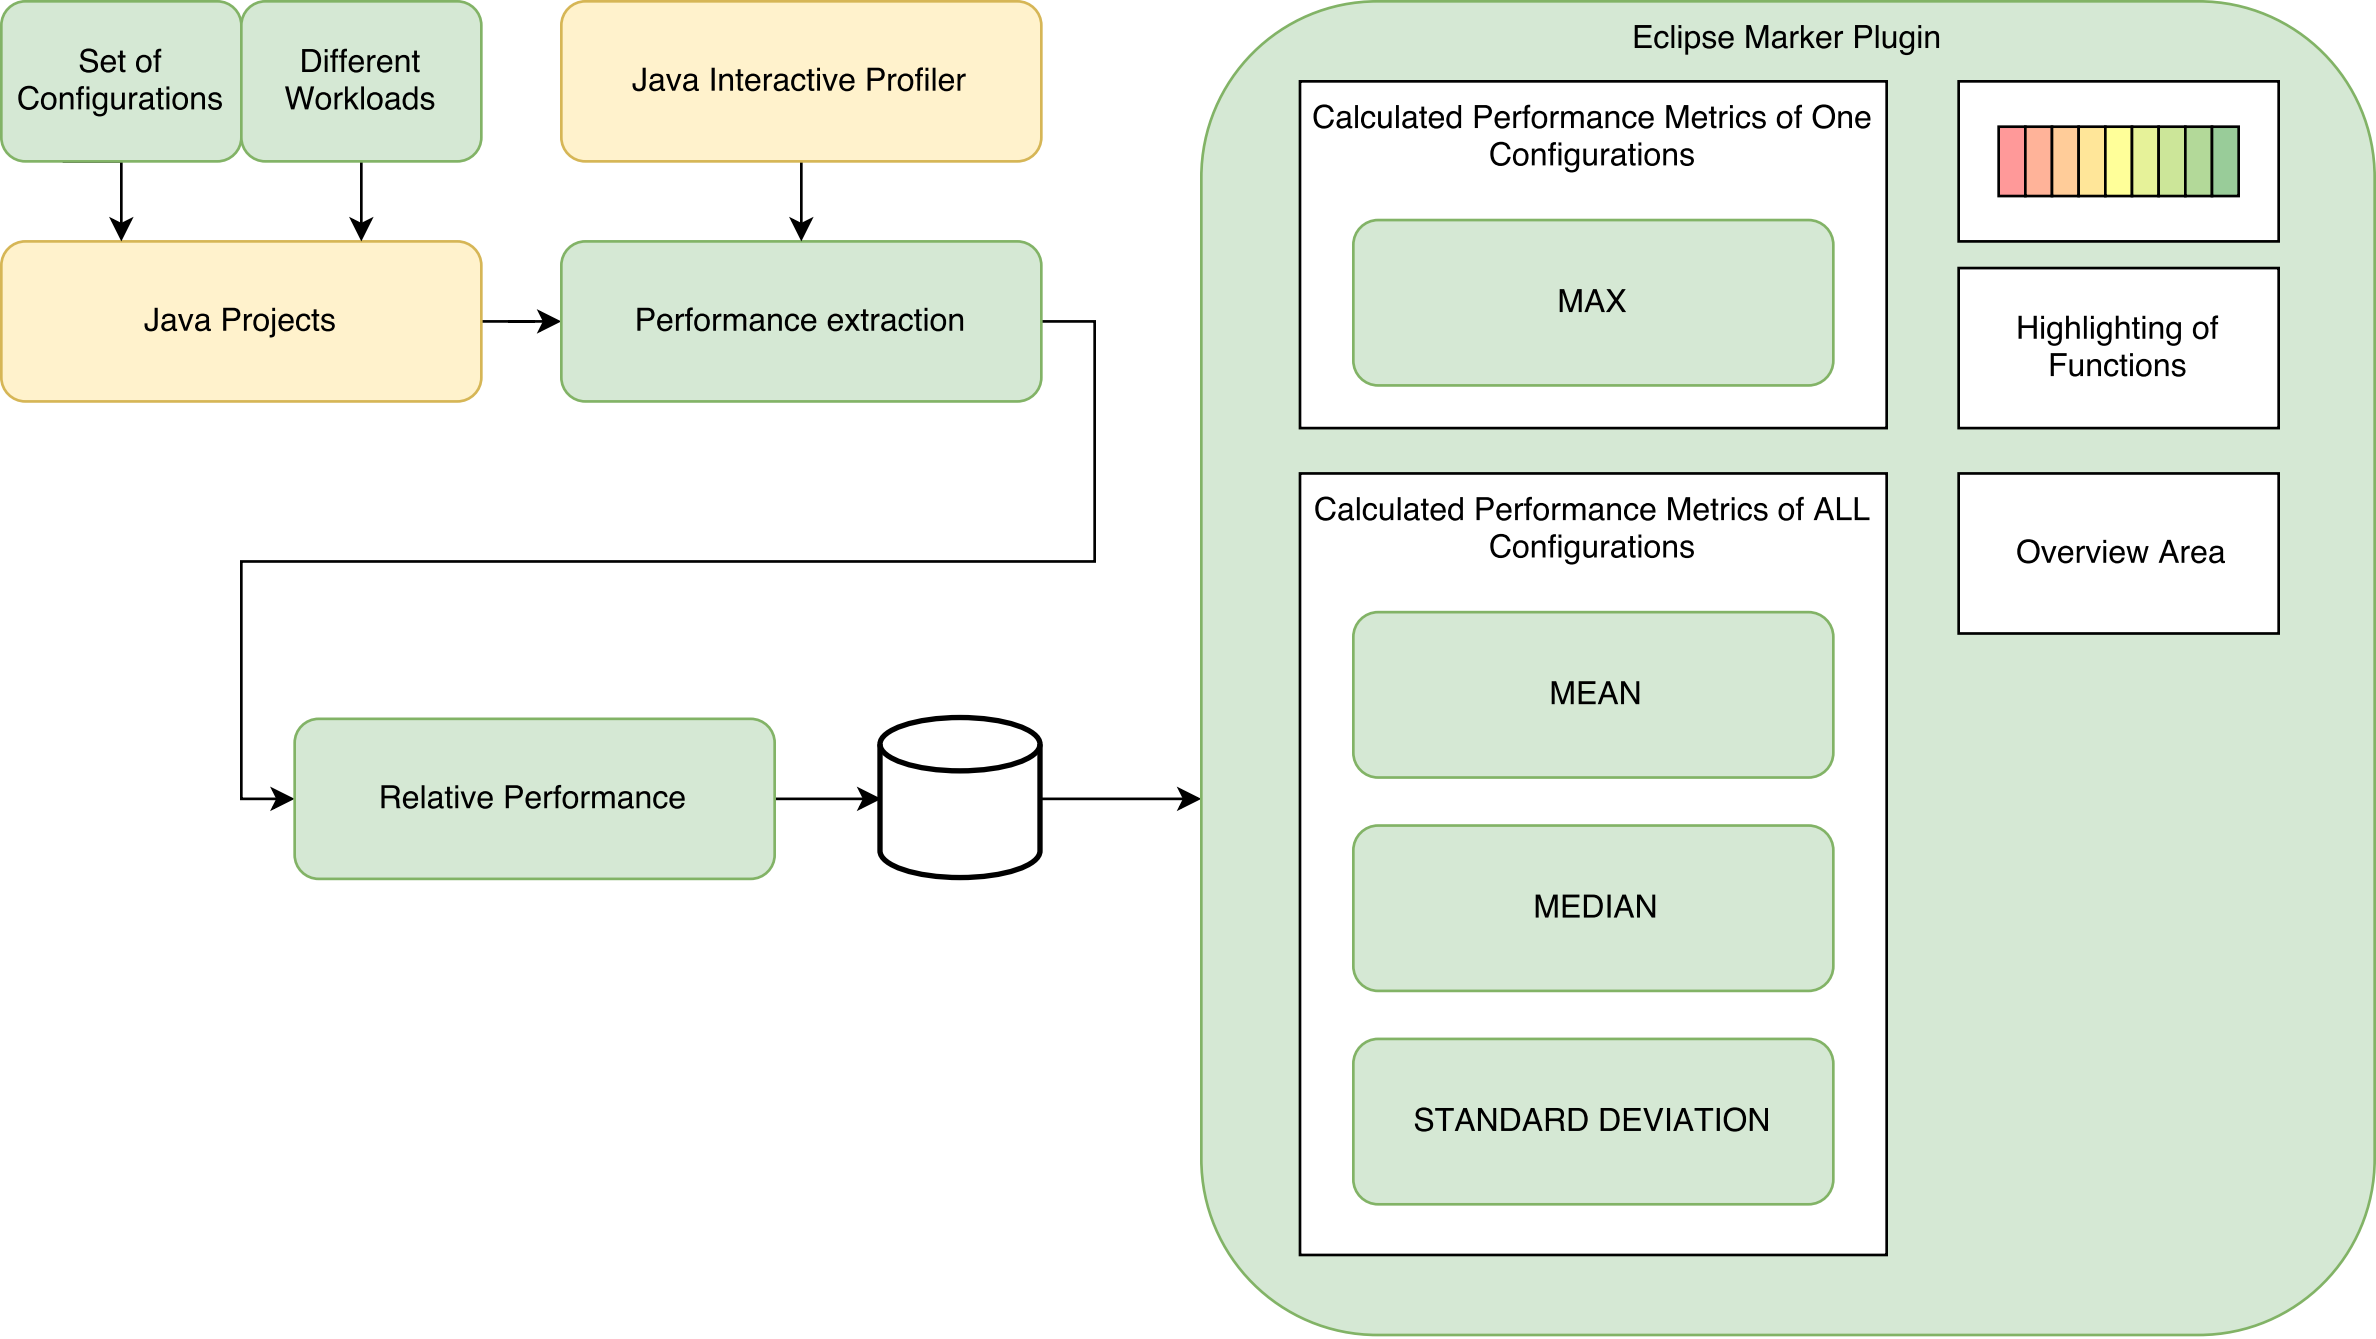 Set of
Configurations
Different
Workloads
Java Interactive Profiler
Java Projects
Performance extraction
Relative Performance
Eclipse Marker Plugin
Calculated Performance Metrics of One
Configurations
MAX
Highlighting of
Functions
Calculated Performance Metrics of ALL
Configurations
MEAN
MEDIAN
STANDARD DEVIATION
Overview Area